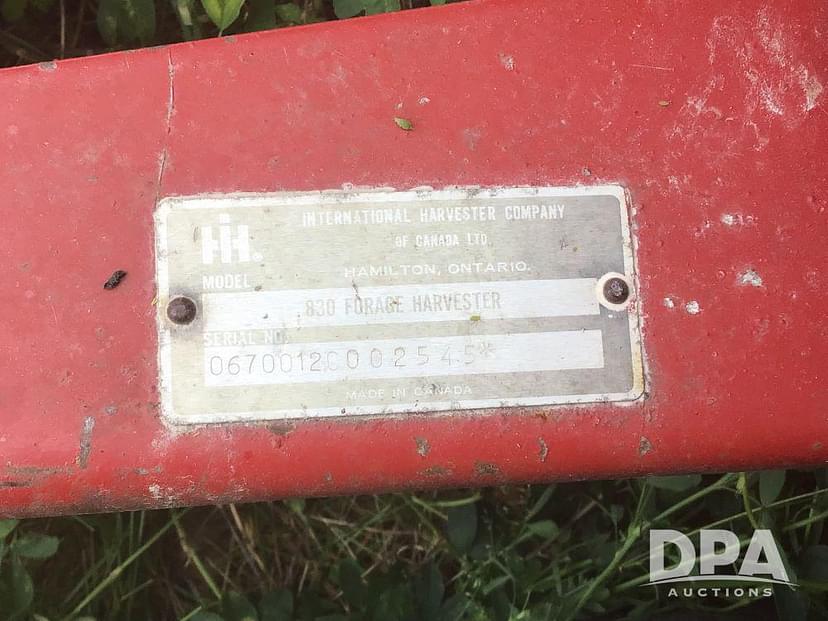 IH®
INTERNATIONAL HARVESTER COMPANY
OF CANADA LTD.
HAMILTON, ONTARIO.
MODEL
830 FORAGE HARVESTER
SERIAL NO.
0670012C002545*
MADE IN CANADA
DPA
AUCTIONS